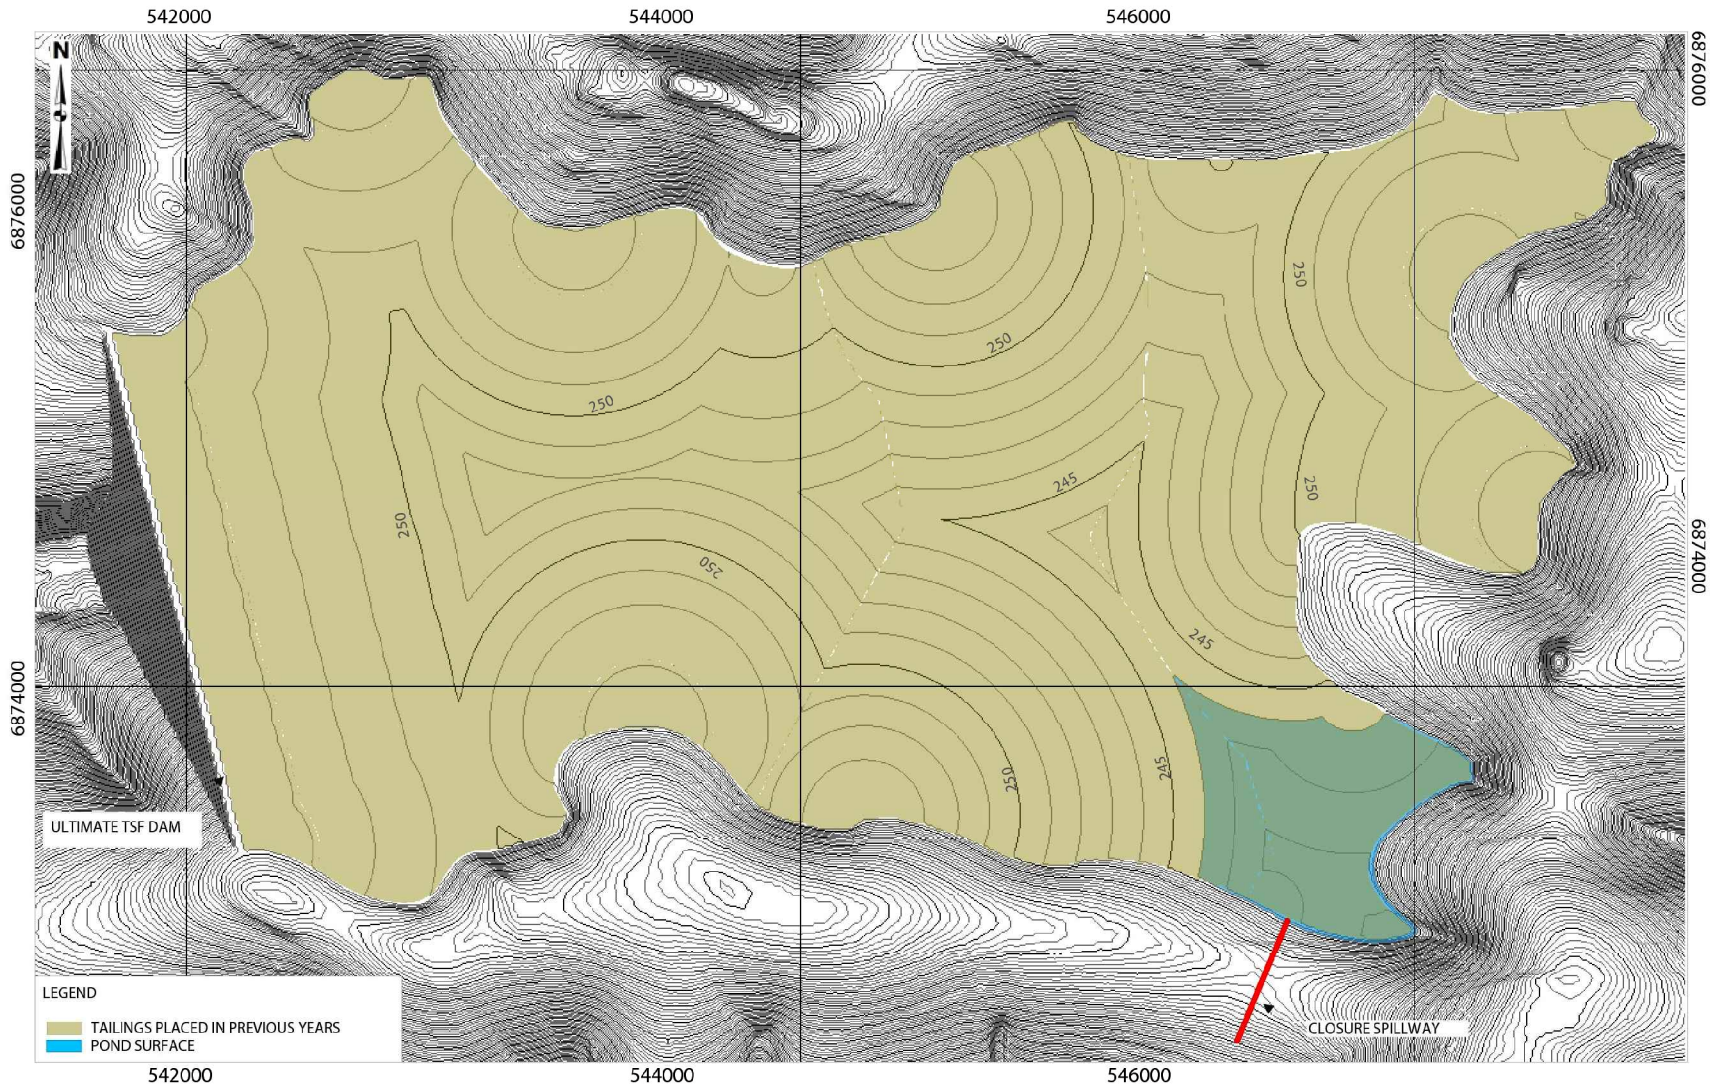 542000 544000 546000
N
6876000
6876000
250
250
250
245
250
250
250
6874000
245
6874000
245
250
ULTIMATE TSF DAM
LEGEND
TAILINGS PLACED IN PREVIOUS YEARS
CLOSURE SPILLWAY
POND SURFACE
542000 544000 546000